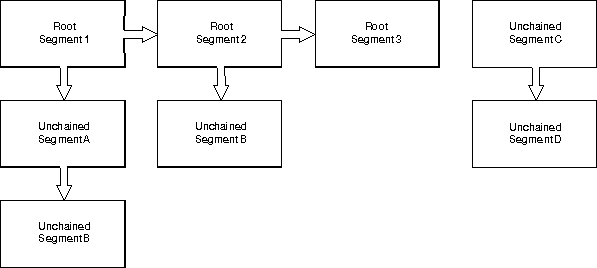 Root
Segment 1
Root
Segment 2
Root
Segment 3
Unchained
Segment C
Unchained
Segment A
Unchained
Segment B
Unchained
Segment D
Unchained
Segment B